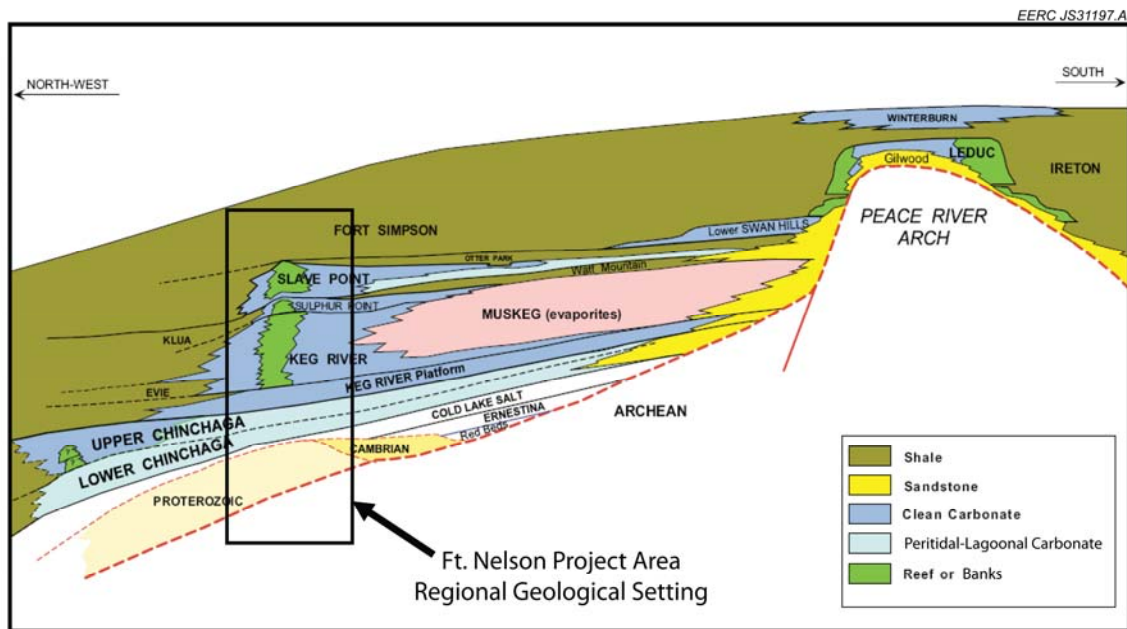 EERC JS31197.A
NORTH-WEST
SOUTH
WINTERBURN
LEDUC
Gilwood
IRETON
PEACE RIVER
ARCH
FORT SIMPSON
Lower SWAN HILLS
OTTER PARK
Watt Mountain
SLAVE POINT
SULPHUR POINT
MUSKEG (evaporites)
KLUA
KEG RIVER
KEG RIVER Platform
EVIE
COLD LAKE SALT
UPPER CHINCHAGA
ERNESTINA
ARCHEAN
Red Beds
LOWER CHINCHAGA
CAMBRIAN
PROTEROZOIC
Shale
Sandstone
Clean Carbonate
Peritidal-Lagoonal Carbonate
Reef or Banks
Ft. Nelson Project Area
Regional Geological Setting